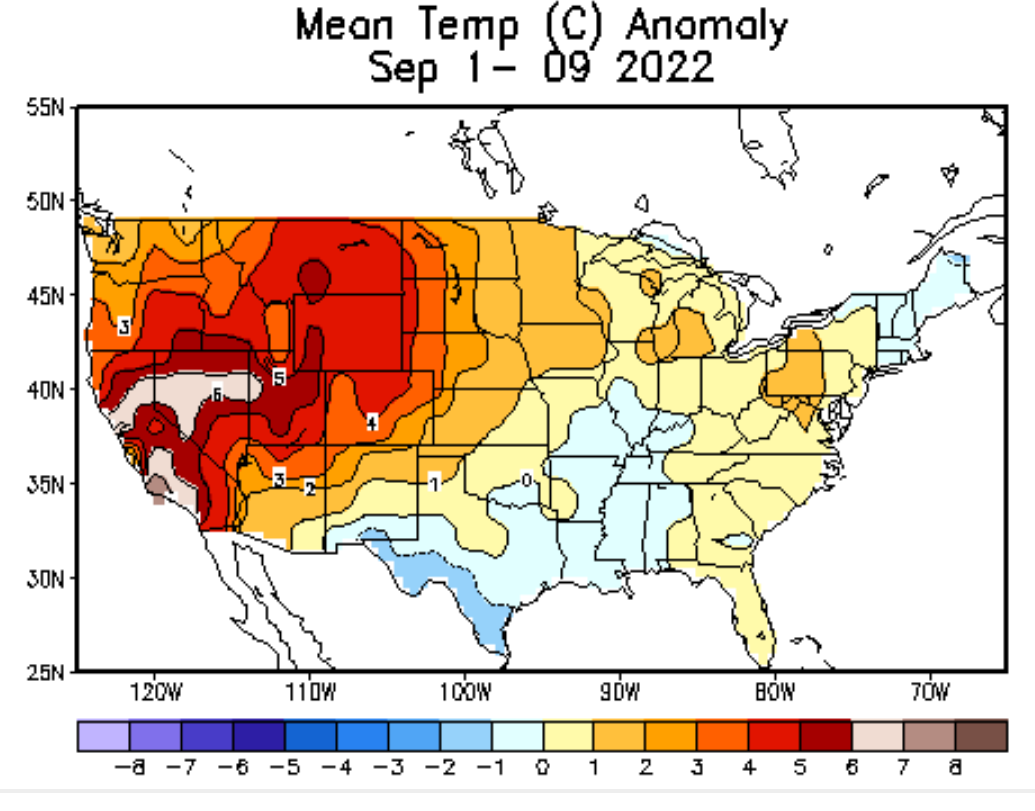 Mean Temp (C) Anomaly
Sep 1- 09 2022
55N
50N
45N
40N
35N
30N
25N
3
5
6
4
3
2
1
0
120W
110W
100W
90W
80W
70W
-8 -7 -6 -5 -4 -3 -2 -1 0 1 2 3 4 5 6 7 8